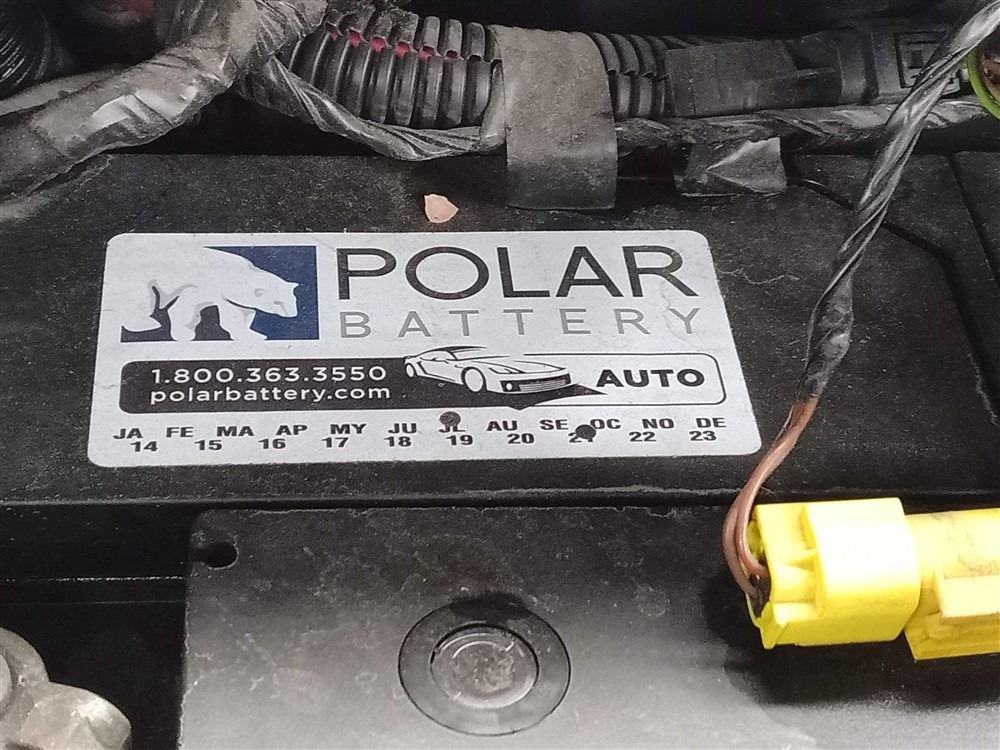 POLAR
BATTERY
1.800.363.3550
polarbattery.com
AUTO
JA FE MA AP MY JU JL AU SE OC NO DE
14 15 16 17 18 19 20 22 23